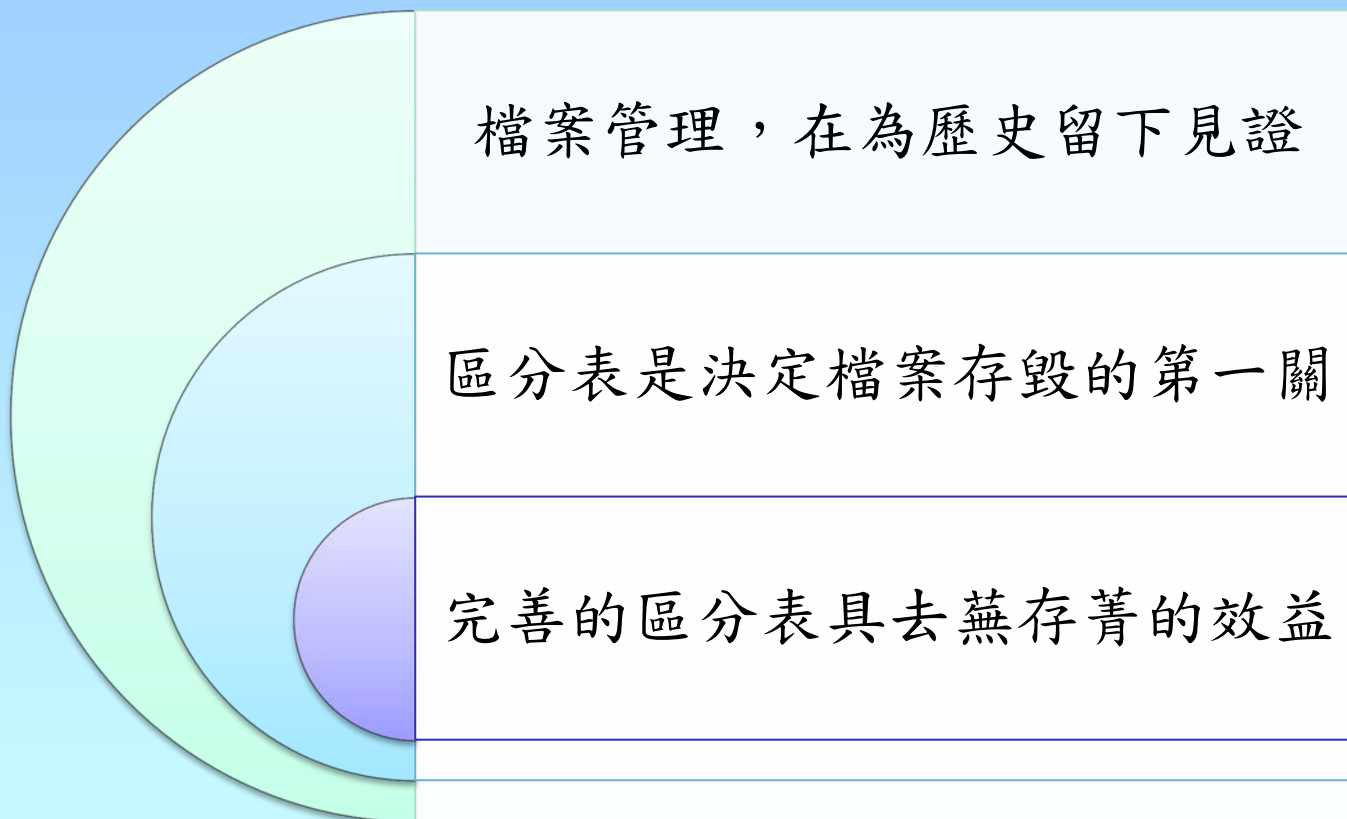 檔案管理，在為歷史留下見證
區分表是決定檔案存毀的第一關
完善的區分表具去蕪存菁的效益